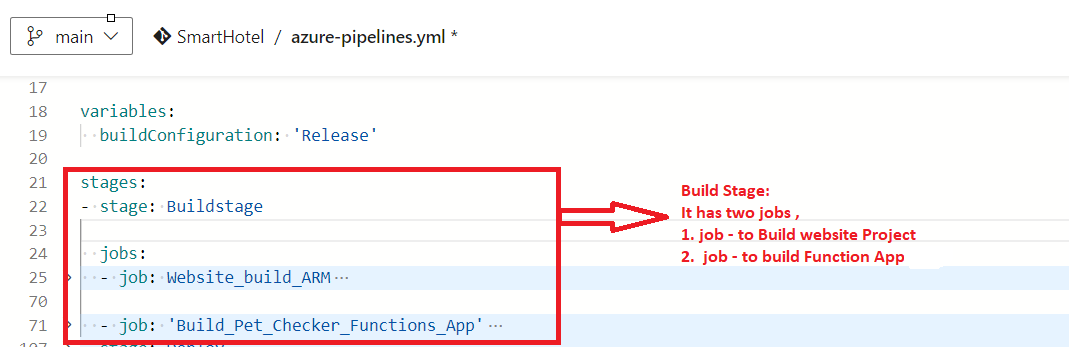 main
SmartHotel / azure-pipelines.yml *
17
18 variables:
19 buildConfiguration: 'Release'
20
21 stages:
22 - stage: Buildstage
23
24 jobs:
25 - job: Website_build_ARM ...
70
71 - job: 'Build_Pet_Checker_Functions_App' ...
Build Stage:
It has two jobs ,
1. job - to Build website Project
2. job - to build Function App